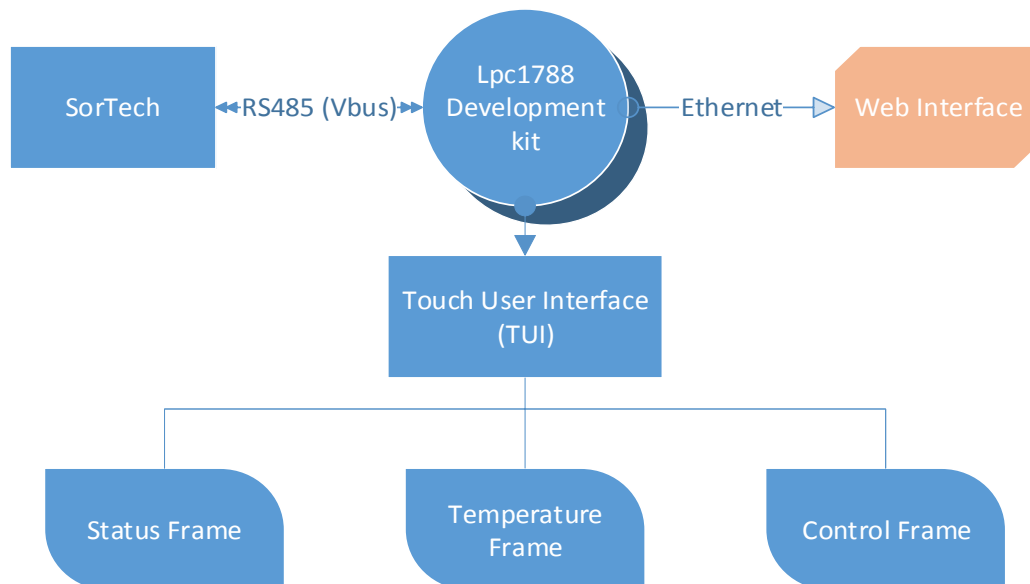 SorTech
RS485 (Vbus)
Lpc1788
Development
kit
Ethernet
Web Interface
Touch User Interface
(TUI)
Status Frame
Temperature
Frame
Control Frame